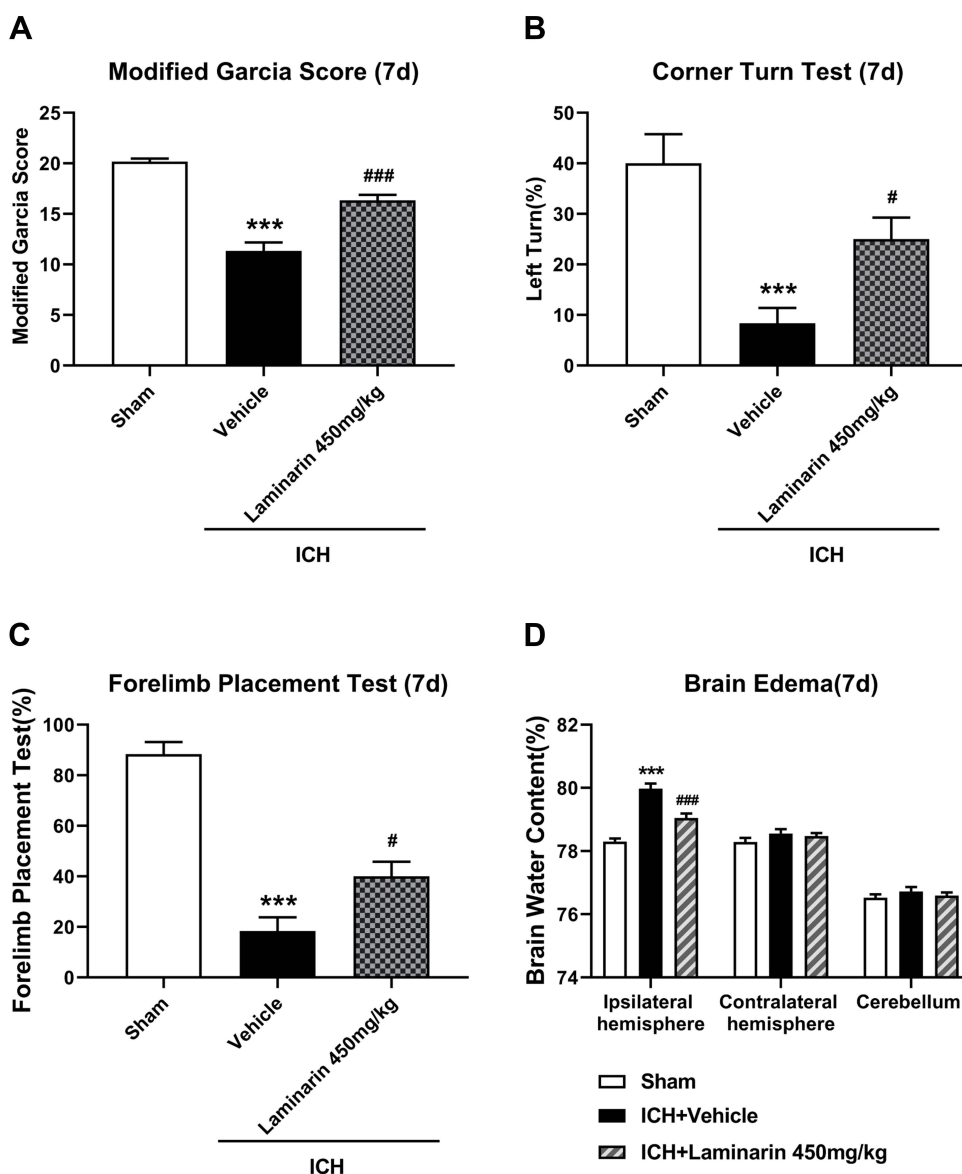 A
Modified Garcia Score (7d)
Modified Garcia Score
25
20
15
10
5
0
***
###
Sham
Vehicle
Laminarin 450mg/kg
ICH
B
Corner Turn Test (7d)
Left Turn(%)
50
40
30
20
10
0
***
#
Sham
Vehicle
Laminarin 450mg/kg
ICH
C
Forelimb Placement Test (7d)
Forelimb Placement Test(%)
100
80
60
40
20
0
***
#
Sham
Vehicle
Laminarin 450mg/kg
ICH
D
Brain Edema(7d)
Brain Water Content(%)
82
80
78
76
74
***
###
Ipsilateral
hemisphere
Contralateral
hemisphere
Cerebellum
Sham
ICH+Vehicle
ICH+Laminarin 450mg/kg